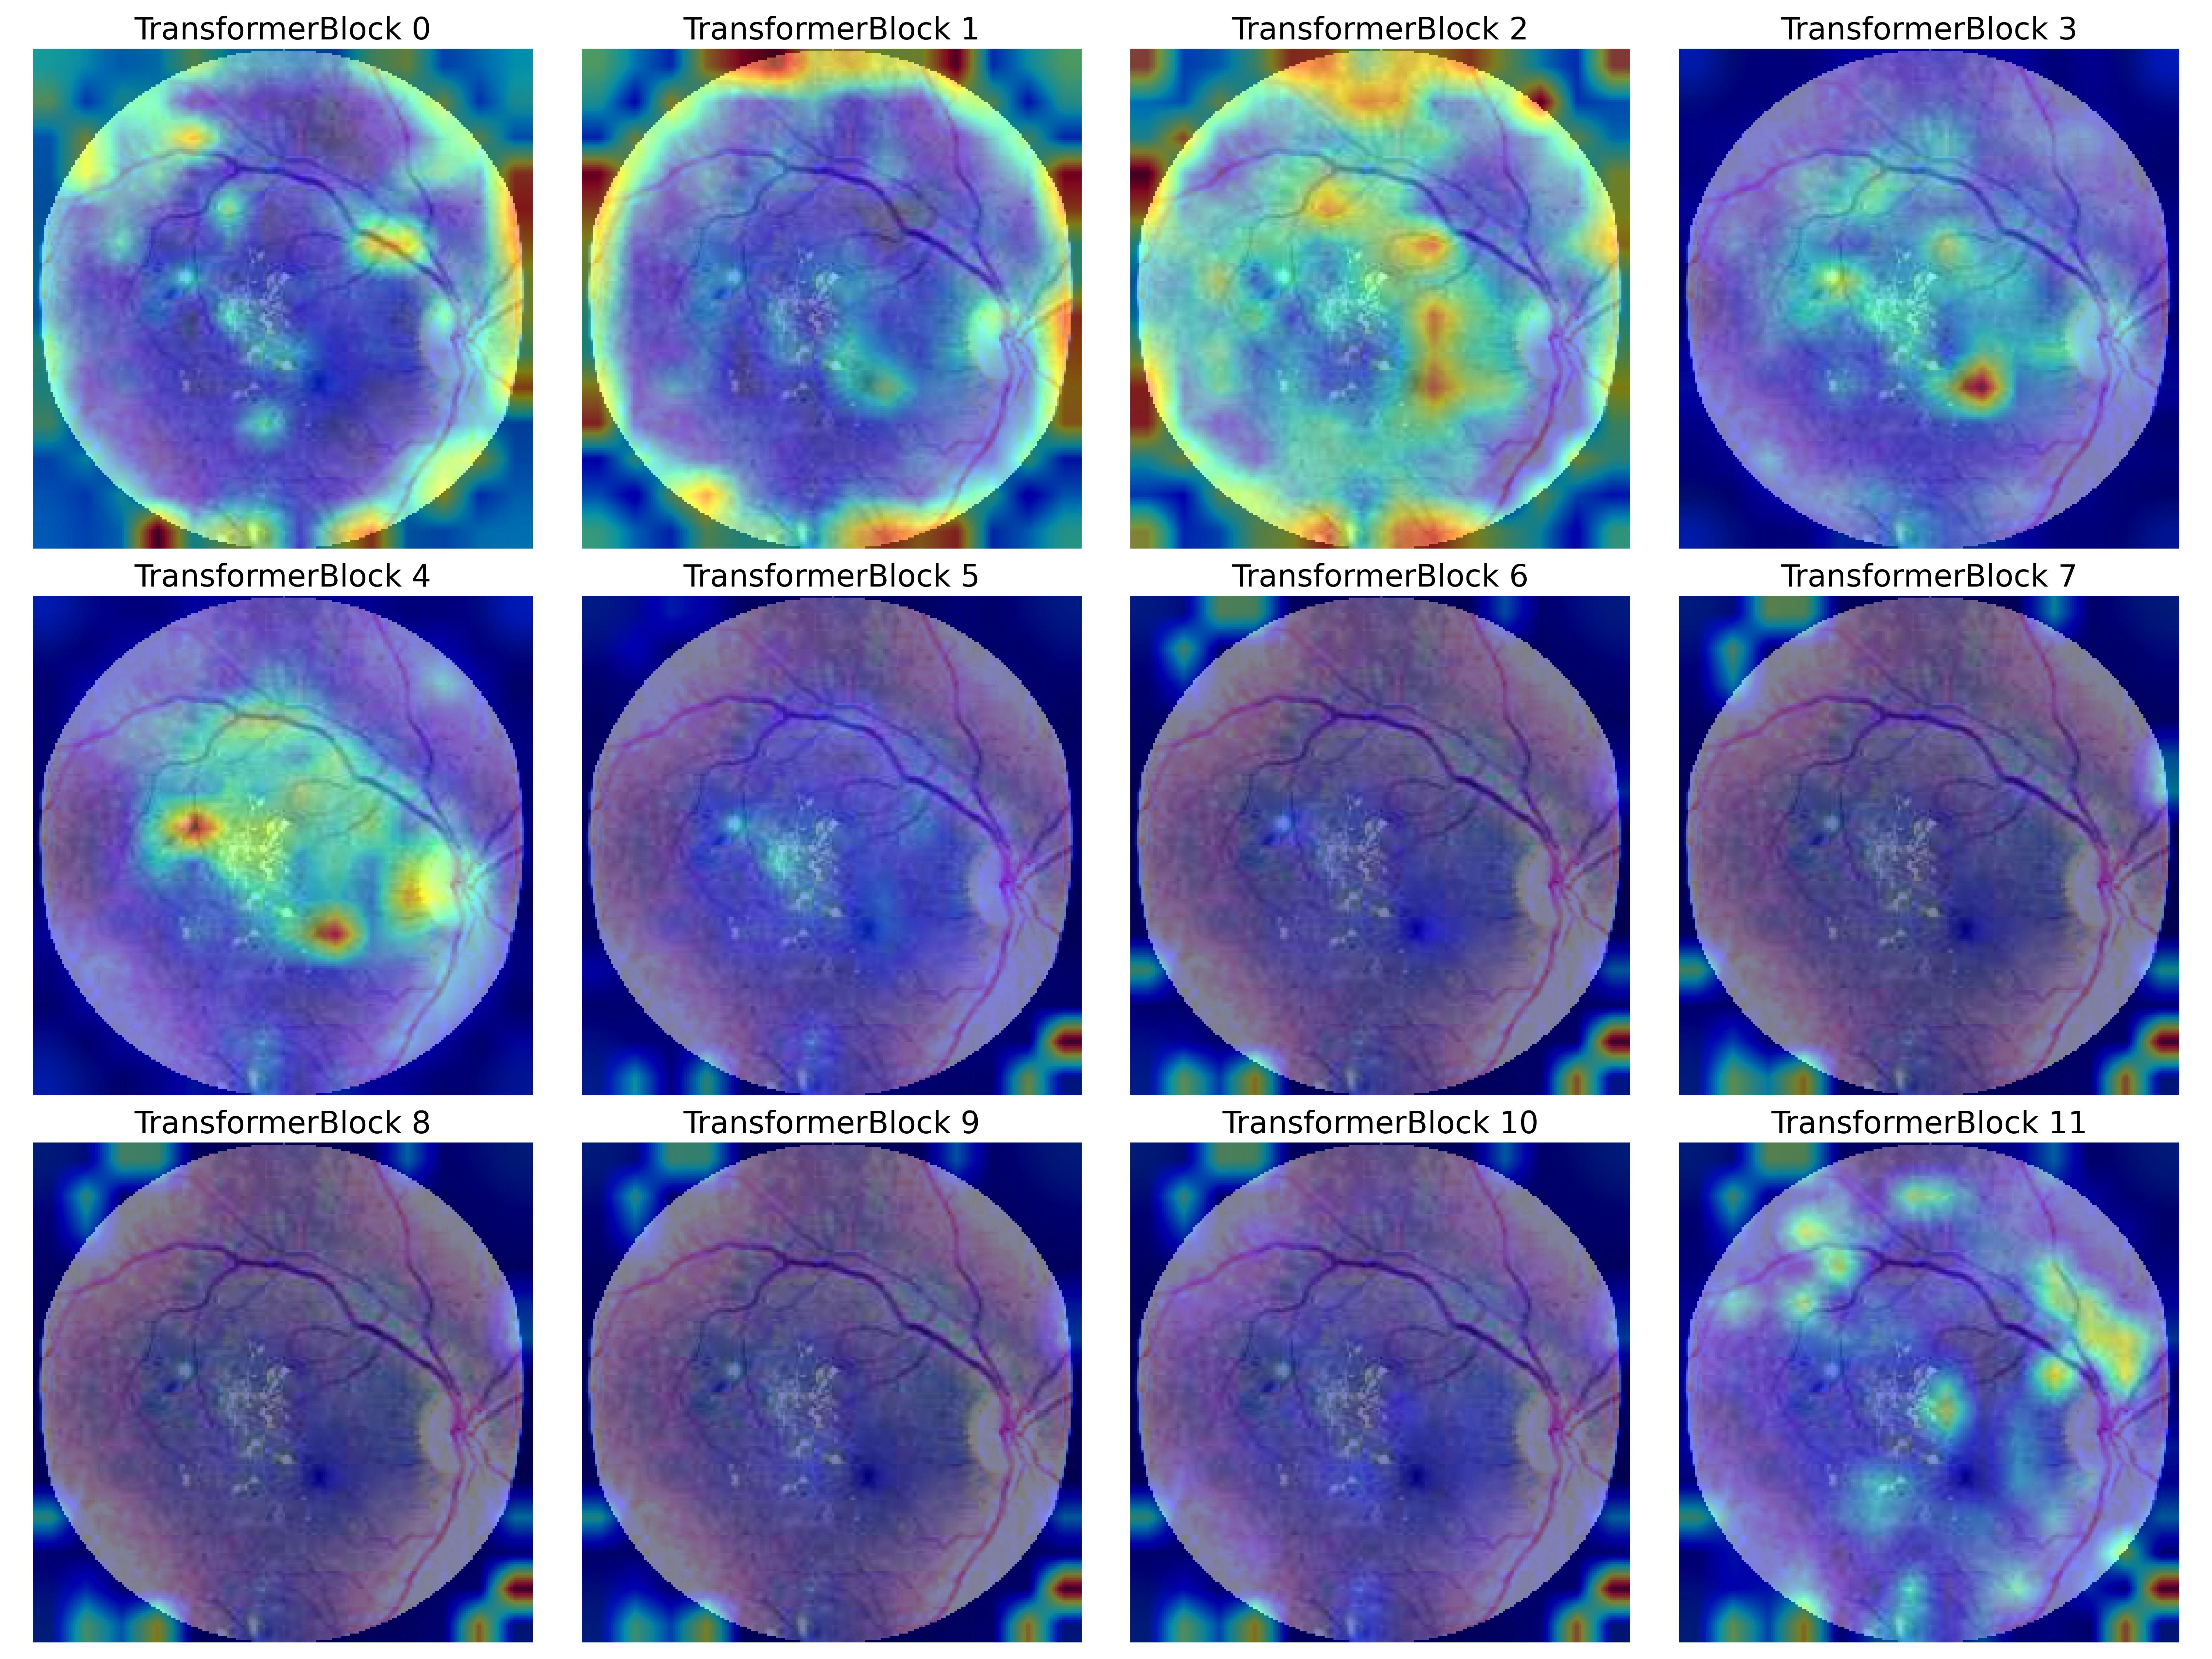 TransformerBlock 0
TransformerBlock 1
TransformerBlock 2
TransformerBlock 3
TransformerBlock 4
TransformerBlock 5
TransformerBlock 6
TransformerBlock 7
TransformerBlock 8
TransformerBlock 9
TransformerBlock 10
TransformerBlock 11